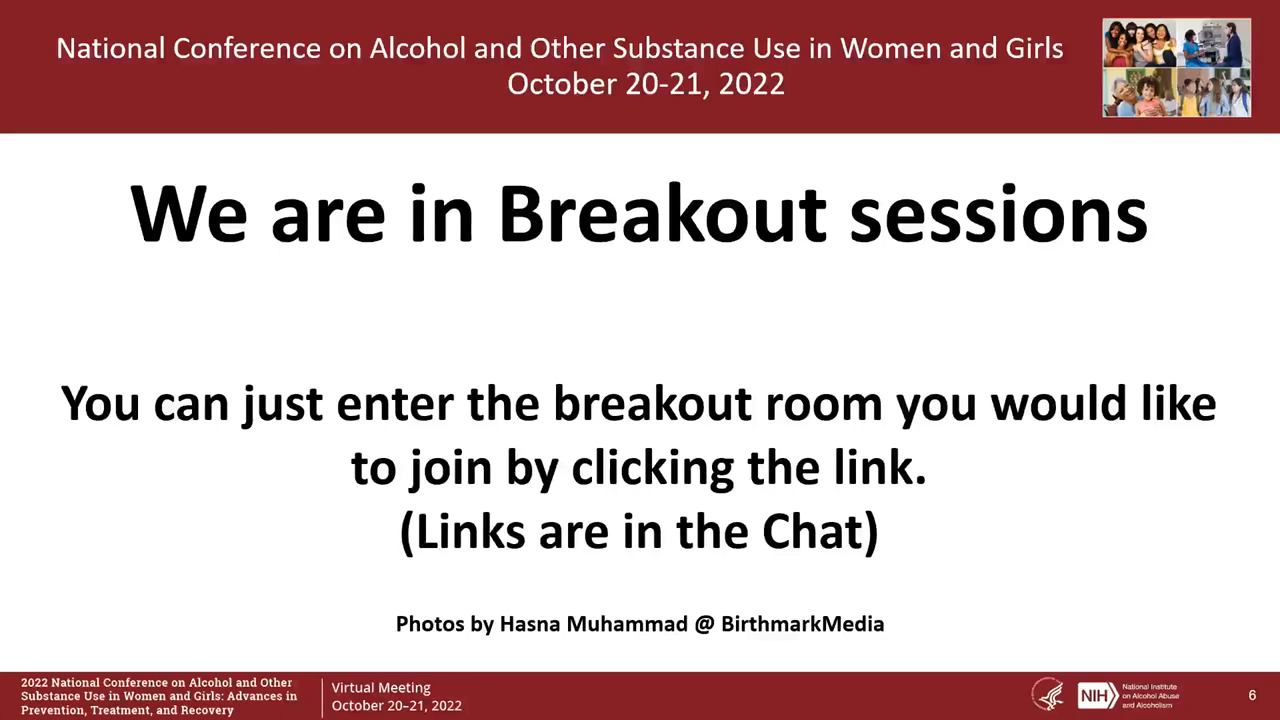 National Conference on Alcohol and Other Substance Use in Women and Girls
October 20-21, 2022
We are in Breakout sessions
You can just enter the breakout room you would like
to join by clicking the link.
(Links are in the Chat)
Photos by Hasna Muhammad @ BirthmarkMedia
2022 National Conference on Alcohol and Other
Substance Use in Women and Girls: Advances in
Prevention, Treatment, and Recovery
Virtual Meeting
October 20–21, 2022
NIH
National Institute
on Alcohol Abuse
and Alcoholism
6